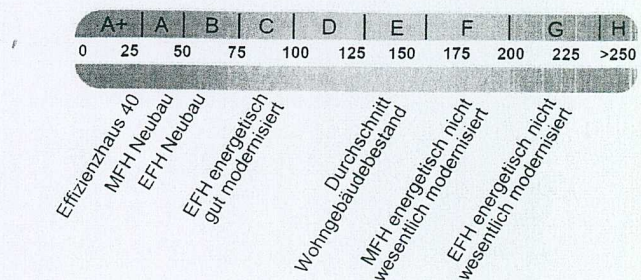 A+ A B C D E F G H
0 25 50 75 100 125 150 175 200 225 >250
Effizienzhaus 40
MFH Neubau
EFH Neubau
EFH energetisch
gut modernisiert
Durchschnitt
Wohngebäudebestand
MFH energetisch nicht
wesentlich modernisiert
EFH energetisch nicht
wesentlich modernisiert